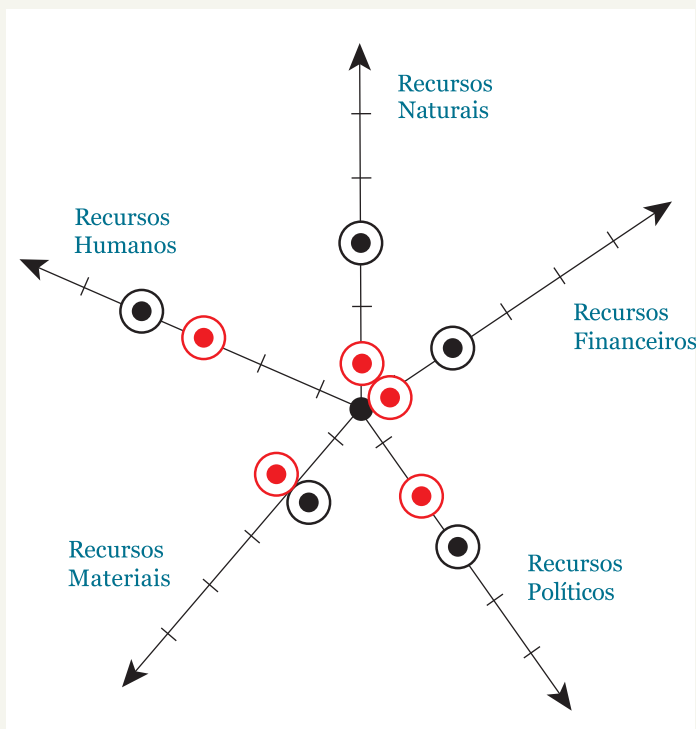 Recursos
Naturais
Recursos
Humanos
Recursos
Financeiros
Recursos
Materiais
Recursos
Políticos